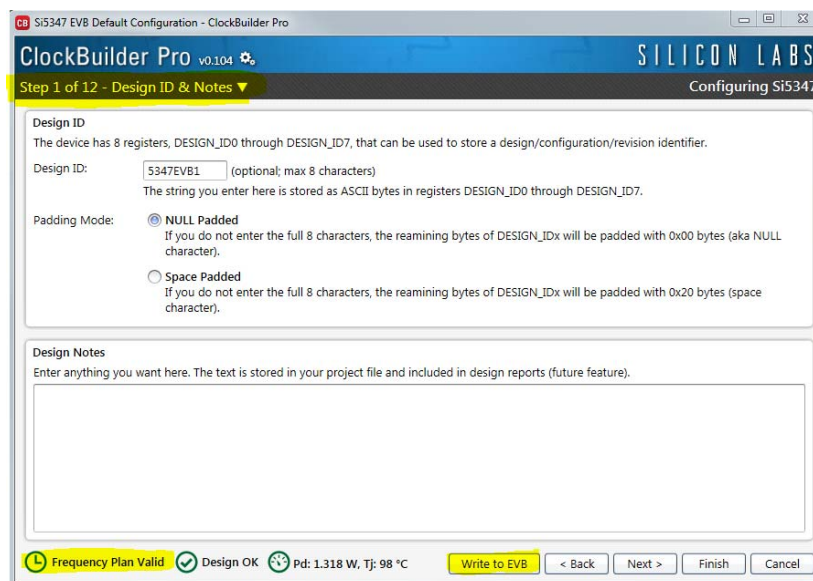 CB Si5347 EVB Default Configuration - ClockBuilder Pro
ClockBuilder Pro v0.104
SILICON LABS
Step 1 of 12 - Design ID & Notes ▼
Configuring Si5347
Design ID
The device has 8 registers, DESIGN_ID0 through DESIGN_ID7, that can be used to store a design/configuration/revision identifier.
Design ID: 5347EVB1 (optional; max 8 characters)
The string you enter here is stored as ASCII bytes in registers DESIGN_ID0 through DESIGN_ID7.
Padding Mode: NULL Padded
If you do not enter the full 8 characters, the reamining bytes of DESIGN_IDx will be padded with 0x00 bytes (aka NULL
character).
Space Padded
If you do not enter the full 8 characters, the reamining bytes of DESIGN_IDx will be padded with 0x20 bytes (space
character).
Design Notes
Enter anything you want here. The text is stored in your project file and included in design reports (future feature).
Frequency Plan Valid Design OK Pd: 1.318 W, Tj: 98 °C Write to EVB < Back Next > Finish Cancel